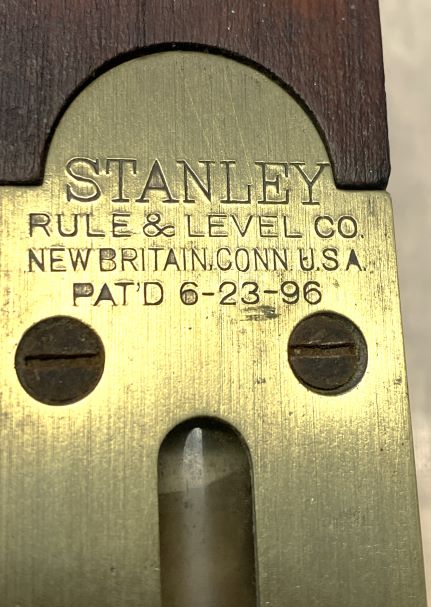 STANLEY
RULE & LEVEL CO.
NEW BRITAIN, CONN U.S.A.
PAT'D 6-23-96